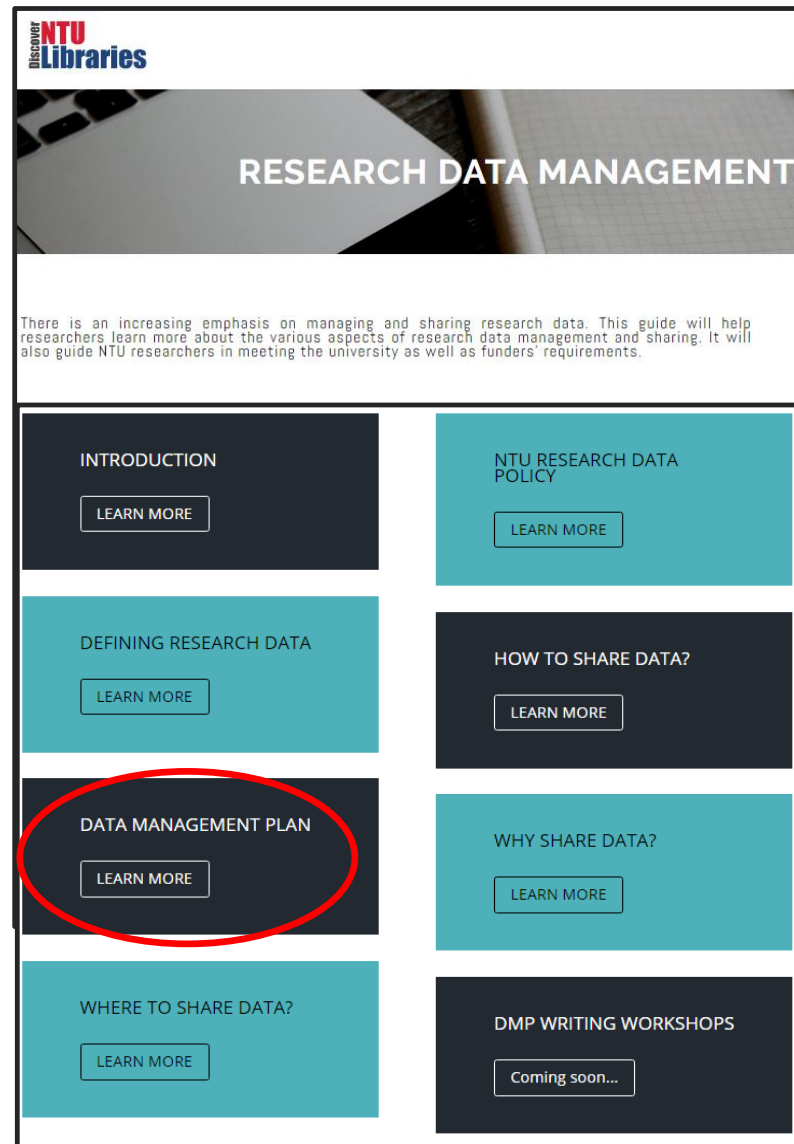 Discover
NTU
Libraries
RESEARCH DATA MANAGEMENT
There is an increasing emphasis on managing and sharing research data. This guide will help
researchers learn more about the various aspects of research data management and sharing. It will
also guide NTU researchers in meeting the university as well as funders' requirements.
INTRODUCTION
LEARN MORE
NTU RESEARCH DATA
POLICY
LEARN MORE
DEFINING RESEARCH DATA
LEARN MORE
HOW TO SHARE DATA?
LEARN MORE
DATA MANAGEMENT PLAN
LEARN MORE
WHY SHARE DATA?
LEARN MORE
WHERE TO SHARE DATA?
LEARN MORE
DMP WRITING WORKSHOPS
Coming soon...